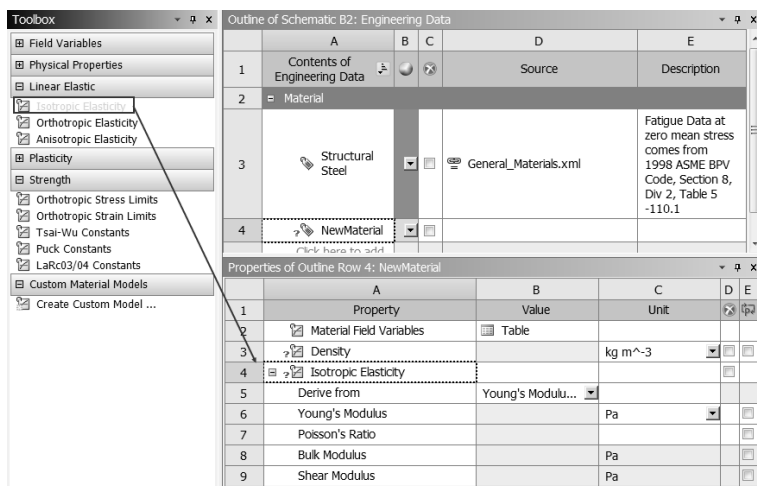 Toolbox
Field Variables
Physical Properties
Linear Elastic
Isotropic Elasticity
Orthotropic Elasticity
Anisotropic Elasticity
Plasticity
Strength
Orthotropic Stress Limits
Orthotropic Strain Limits
Tsai-Wu Constants
Puck Constants
LaRc03/04 Constants
Custom Material Models
Create Custom Model ...
Outline of Schematic B2: Engineering Data
A B C D E
1 Contents of Engineering Data Source Description
2 Material
3 Structural Steel General_Materials.xml Fatigue Data at
zero mean stress
comes from
1998 ASME BPV
Code, Section 8,
Div 2, Table 5
-110.1
4 ? NewMaterial
Click here to add
Properties of Outline Row 4: NewMaterial
A B C D E
1 Property Value Unit
2 Material Field Variables Table
3 ? Density kg m^-3
4 ? Isotropic Elasticity
5 Derive from Young's Modulu...
6 Young's Modulus Pa
7 Poisson's Ratio
8 Bulk Modulus Pa
9 Shear Modulus Pa